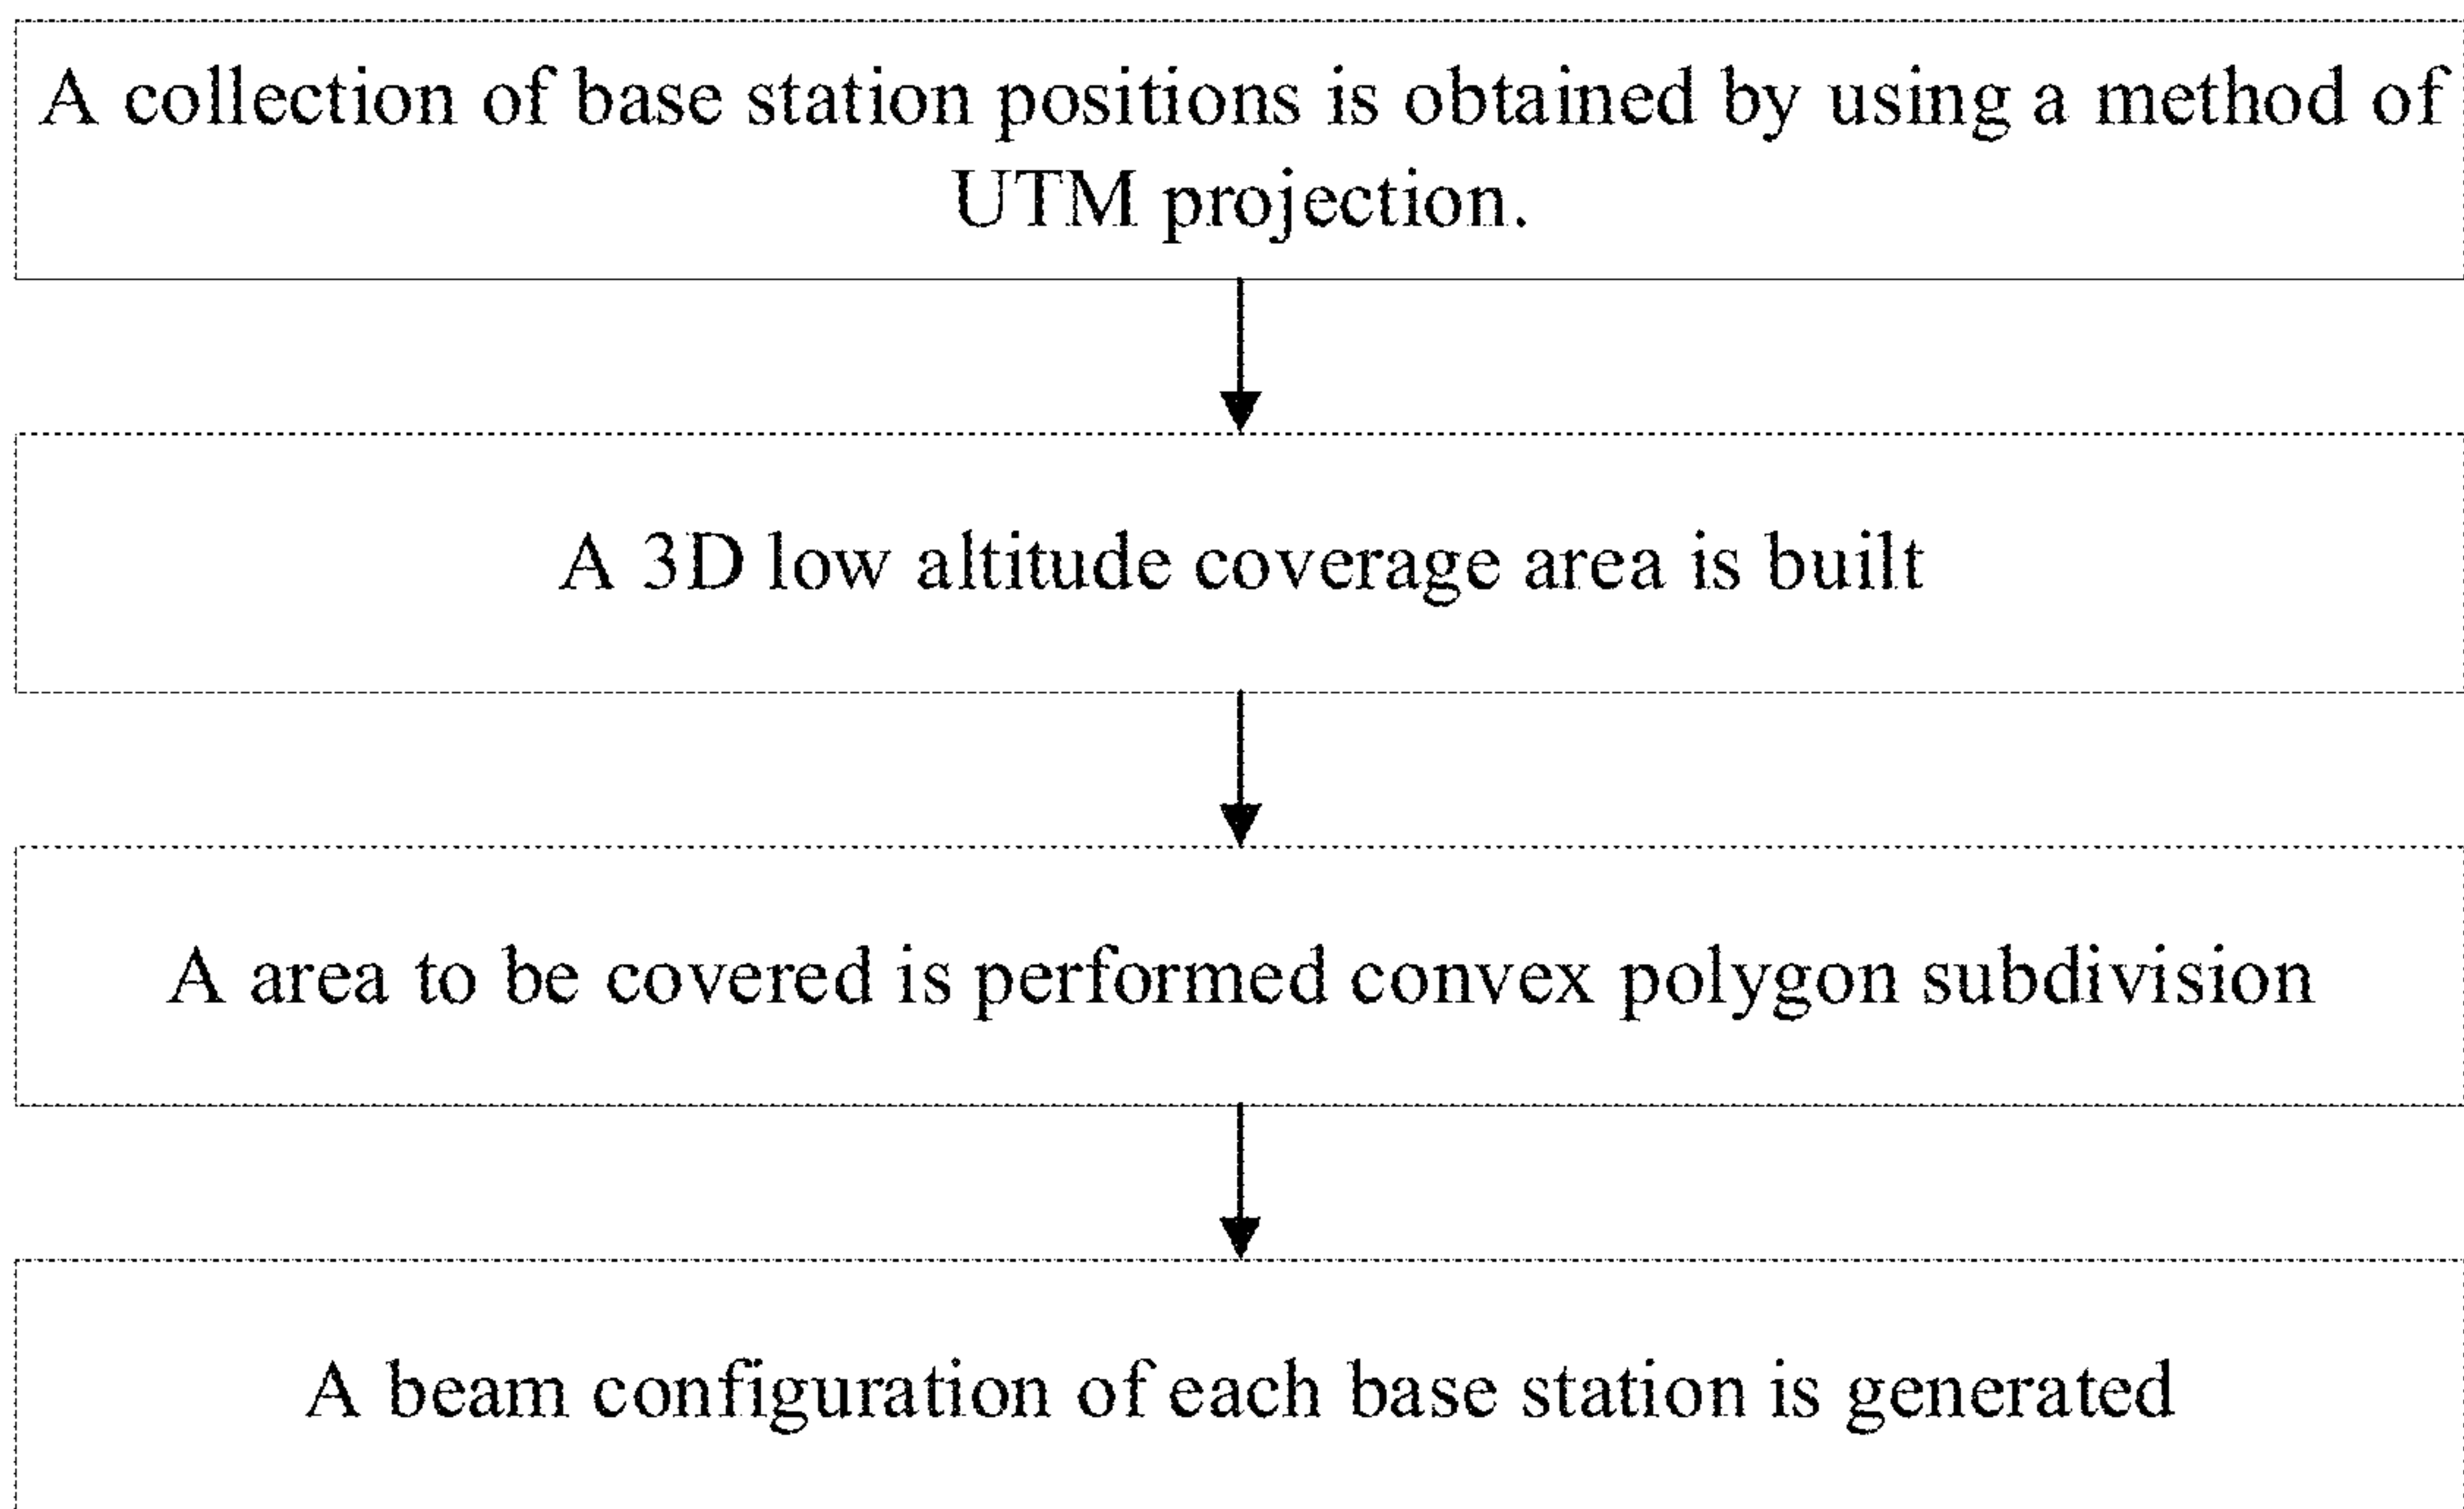 A collection of base station positions is obtained by using a method of
UTM projection.
A 3D low altitude coverage area is built
A area to be covered is performed convex polygon subdivision
A beam configuration of each base station is generated